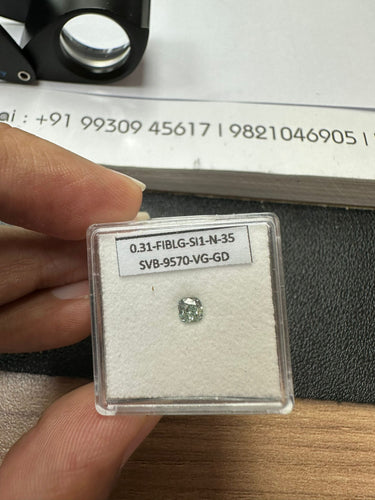 ai : +91 99309 45617 | 9821046905 |
0.31-FIBLG-SI1-N-35
SVB-9570-VG-GD